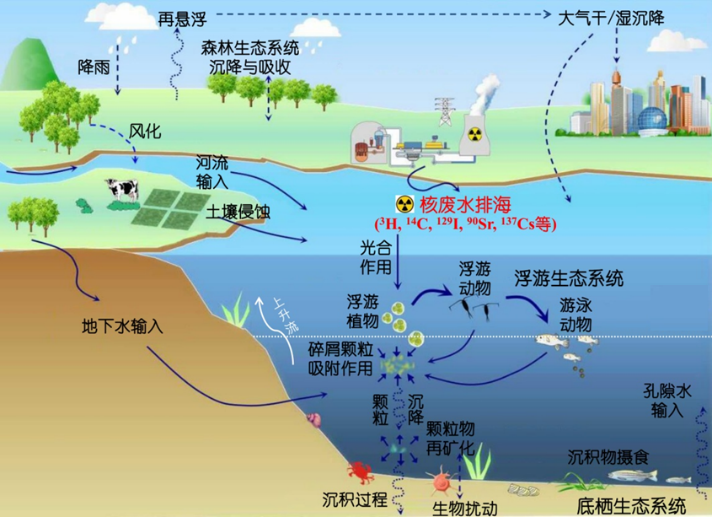 再悬浮
大气干/湿沉降
森林生态系统
沉降与吸收
降雨
风化
河流
输入
土壤侵蚀
核废水排海
(³H, ¹⁴C, ¹²⁹I, ⁹⁰Sr, ¹³⁷Cs等)
光合
作用
浮游
动物
浮游生态系统
浮游
植物
游泳
动物
上升流
地下水输入
碎屑颗粒
吸附作用
孔隙水
输入
颗粒
沉降
颗粒物
再矿化
沉积物摄食
沉积过程
生物扰动
底栖生态系统